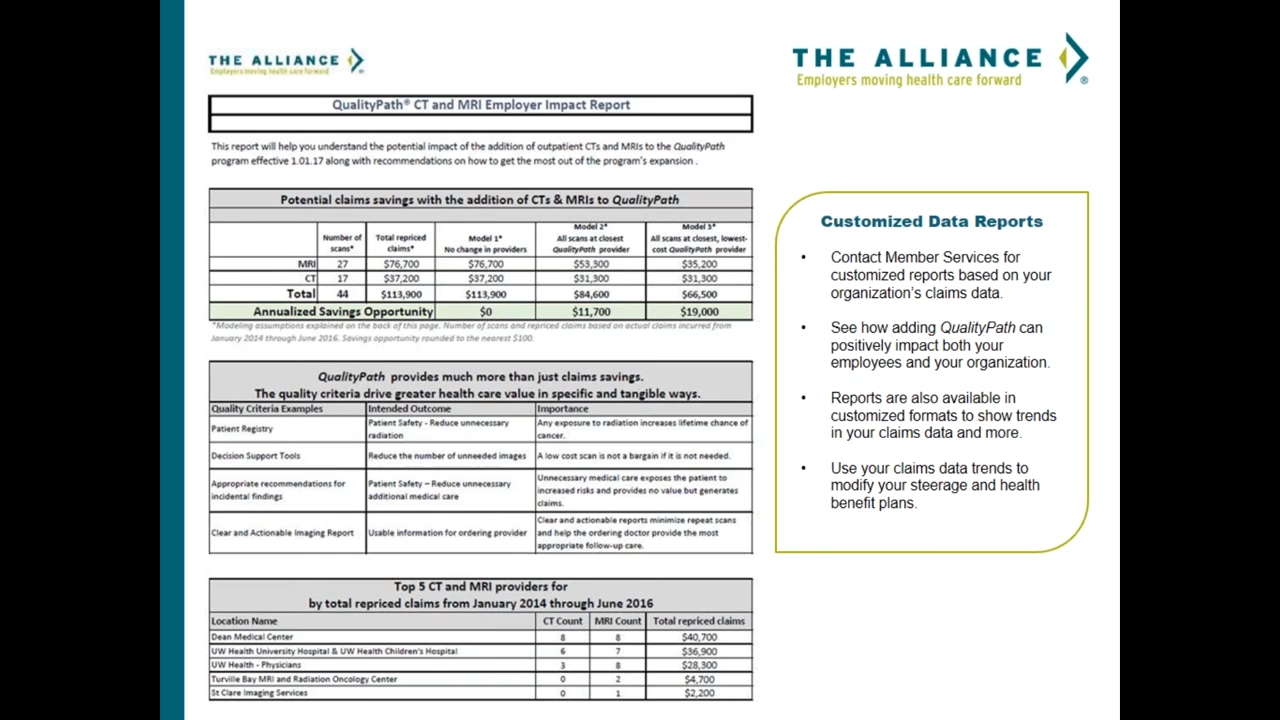 THE ALLIANCE
Employers moving health care forward
QualityPath® CT and MRI Employer Impact Report
This report will help you understand the potential impact of the addition of outpatient CTs and MRIs to the QualityPath
program effective 1.01.17 along with recommendations on how to get the most out of the program's expansion .
Potential claims savings with the addition of CTs & MRIs to QualityPath
Number of scans* Total repriced claims* Model 1* No change in providers Model 2* All scans at closest QualityPath provider Model 3* All scans at closest, lowest-cost QualityPath provider
MRI 27 $76,700 $76,700 $53,300 $35,200
CT 17 $37,200 $37,200 $31,300 $31,300
Total 44 $113,900 $113,900 $84,600 $66,500
Annualized Savings Opportunity $0 $11,700 $19,000
*Modeling assumptions explained on the back of this page. Number of scans and repriced claims based on actual claims incurred from
January 2014 through June 2016. Savings opportunity rounded to the nearest $100.
QualityPath provides much more than just claims savings.
The quality criteria drive greater health care value in specific and tangible ways.
Quality Criteria Examples Intended Outcome Importance
Patient Registry Patient Safety - Reduce unnecessary radiation Any exposure to radiation increases lifetime chance of cancer.
Decision Support Tools Reduce the number of unneeded images A low cost scan is not a bargain if it is not needed.
Appropriate recommendations for incidental findings Patient Safety – Reduce unnecessary additional medical care Unnecessary medical care exposes the patient to increased risks and provides no value but generates claims.
Clear and Actionable Imaging Report Usable information for ordering provider Clear and actionable reports minimize repeat scans and help the ordering doctor provide the most appropriate follow-up care.
Top 5 CT and MRI providers for
by total repriced claims from January 2014 through June 2016
Location Name CT Count MRI Count Total repriced claims
Dean Medical Center 8 8 $40,700
UW Health University Hospital & UW Health Children's Hospital 6 7 $36,900
UW Health - Physicians 3 8 $28,300
Turville Bay MRI and Radiation Oncology Center 0 2 $4,700
St Clare Imaging Services 0 1 $2,200
THE ALLIANCE
Employers moving health care forward
®
Customized Data Reports
• Contact Member Services for
customized reports based on your
organization's claims data.
• See how adding QualityPath can
positively impact both your
employees and your organization.
• Reports are also available in
customized formats to show trends
in your claims data and more.
• Use your claims data trends to
modify your steerage and health
benefit plans.